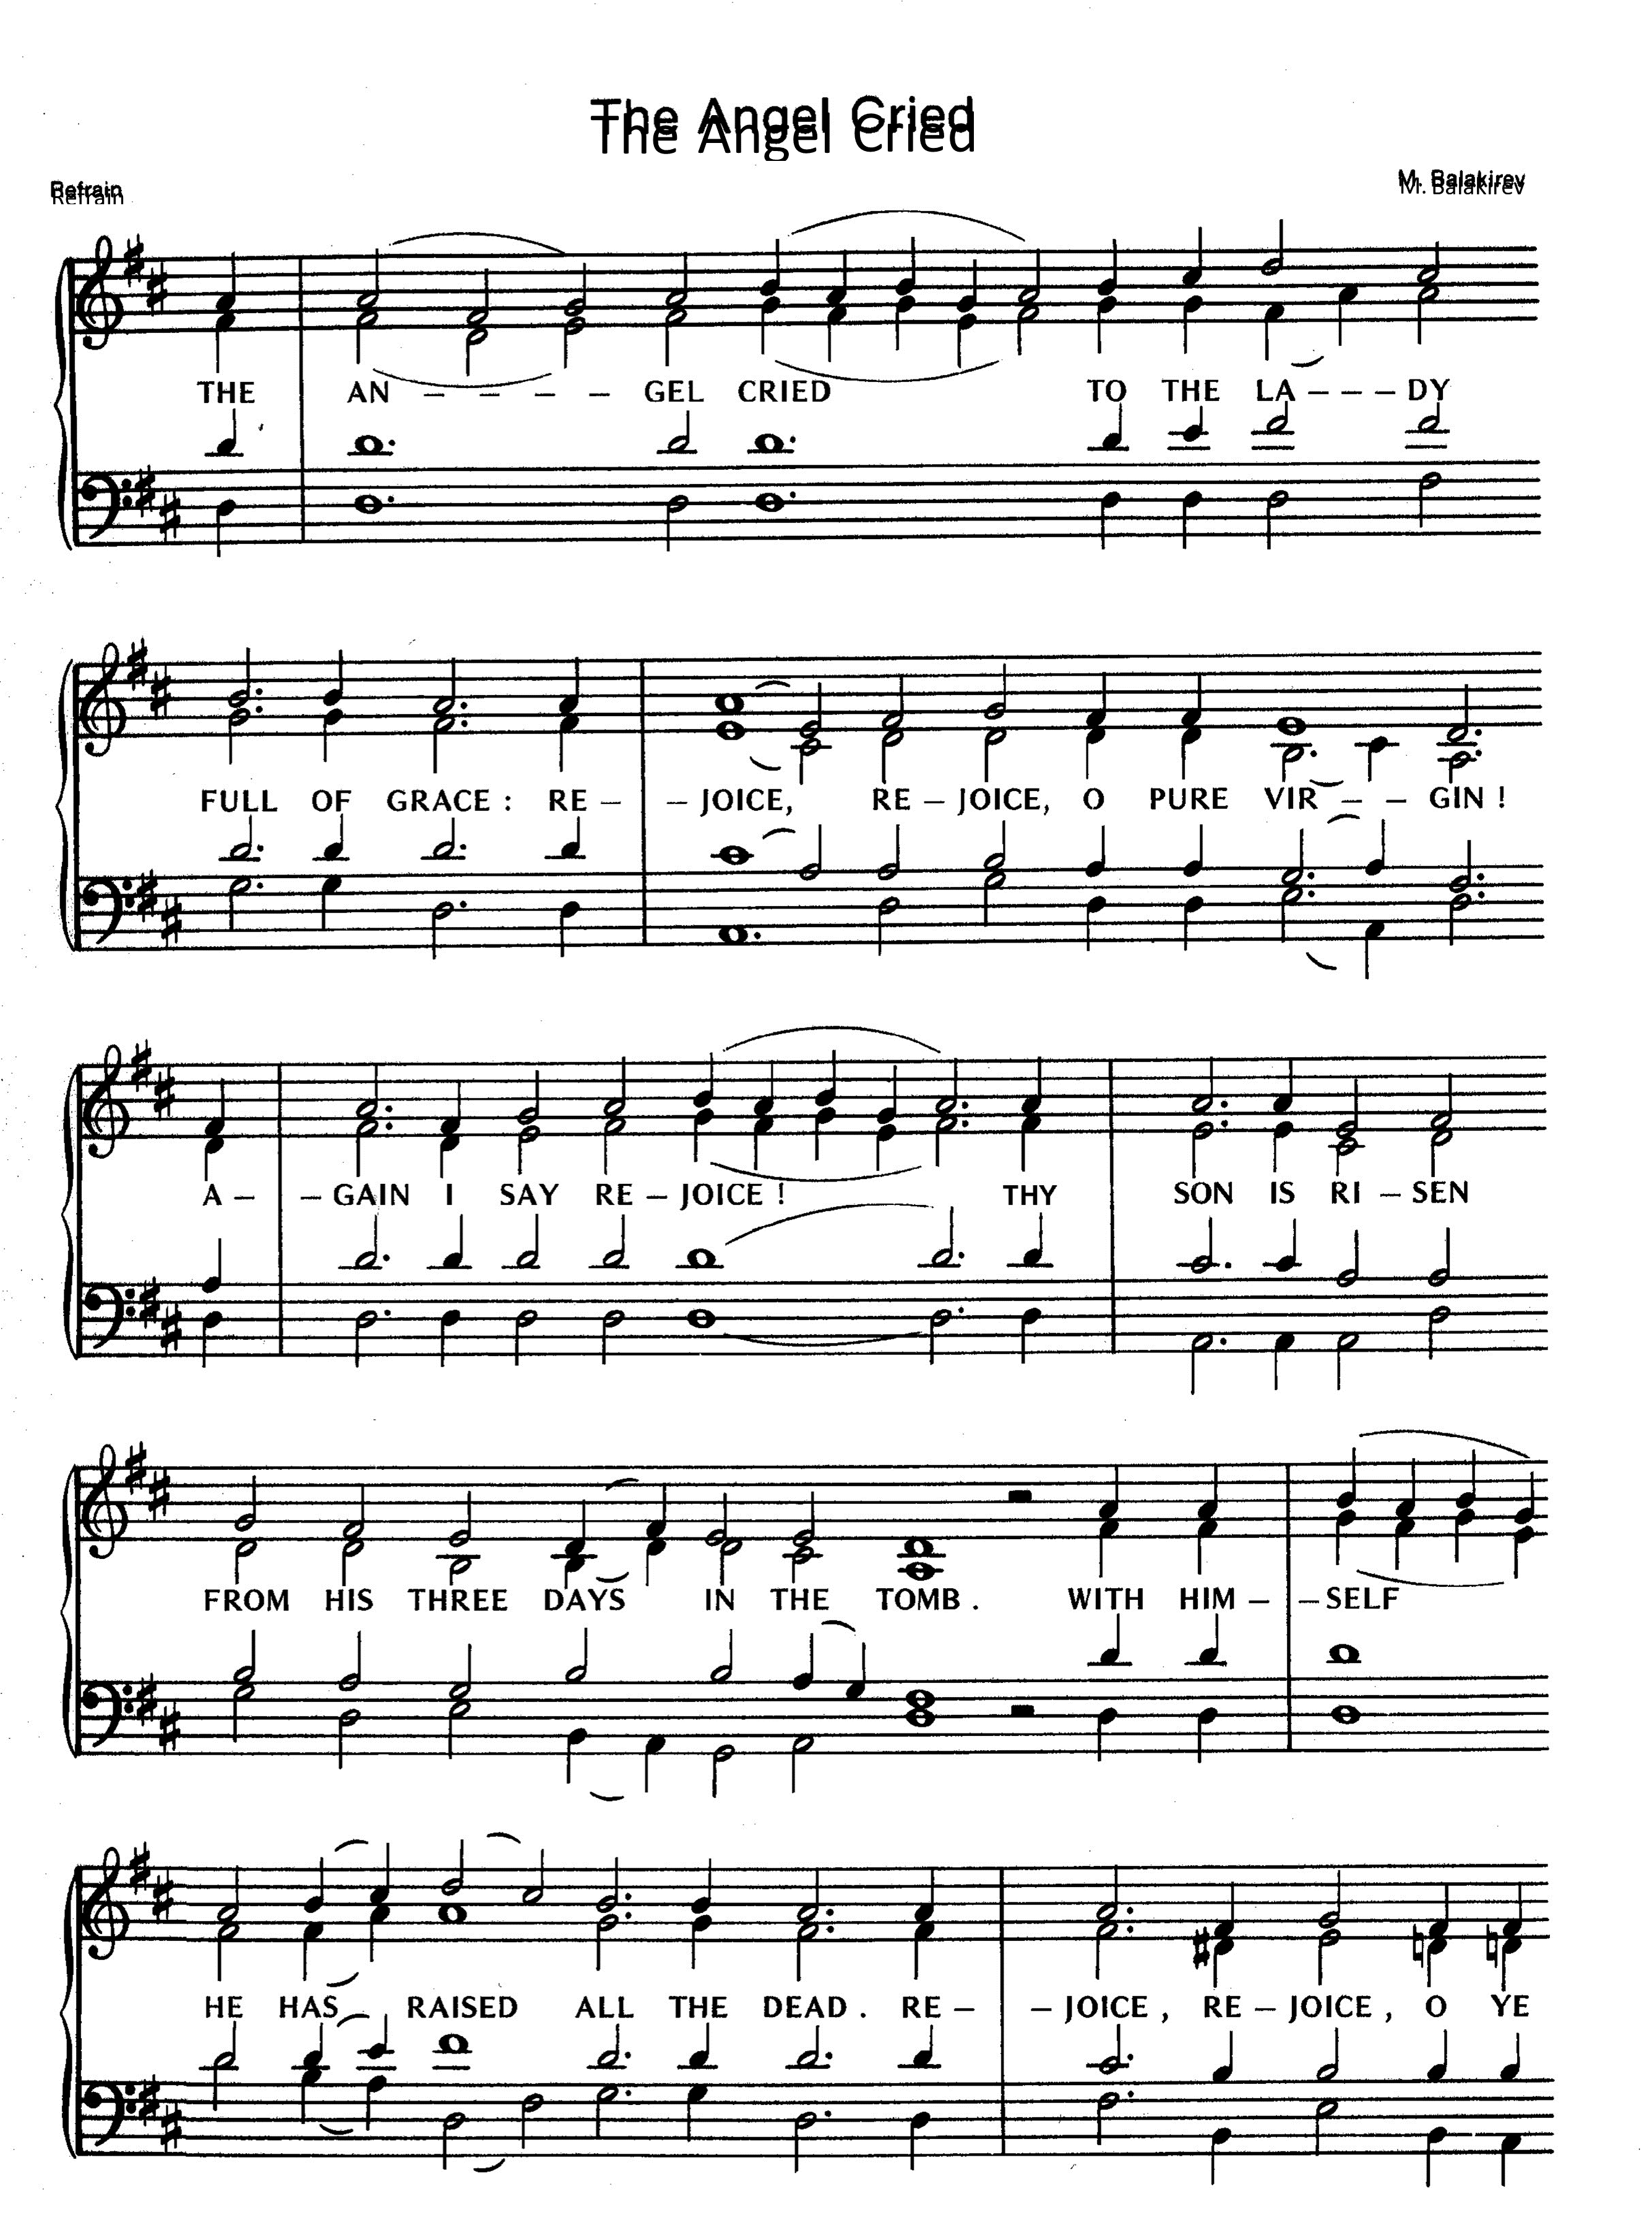 The Angel Cried
Refrain
M. Balakirev
THE AN – – – – GEL CRIED TO THE LA – – – DY
FULL OF GRACE : RE – – JOICE, RE – JOICE, O PURE VIR – – GIN !
A – – GAIN I SAY RE – JOICE ! THY SON IS RI – SEN
FROM HIS THREE DAYS IN THE TOMB . WITH HIM – – SELF
HE HAS RAISED ALL THE DEAD . RE – – JOICE , RE – JOICE , O YE